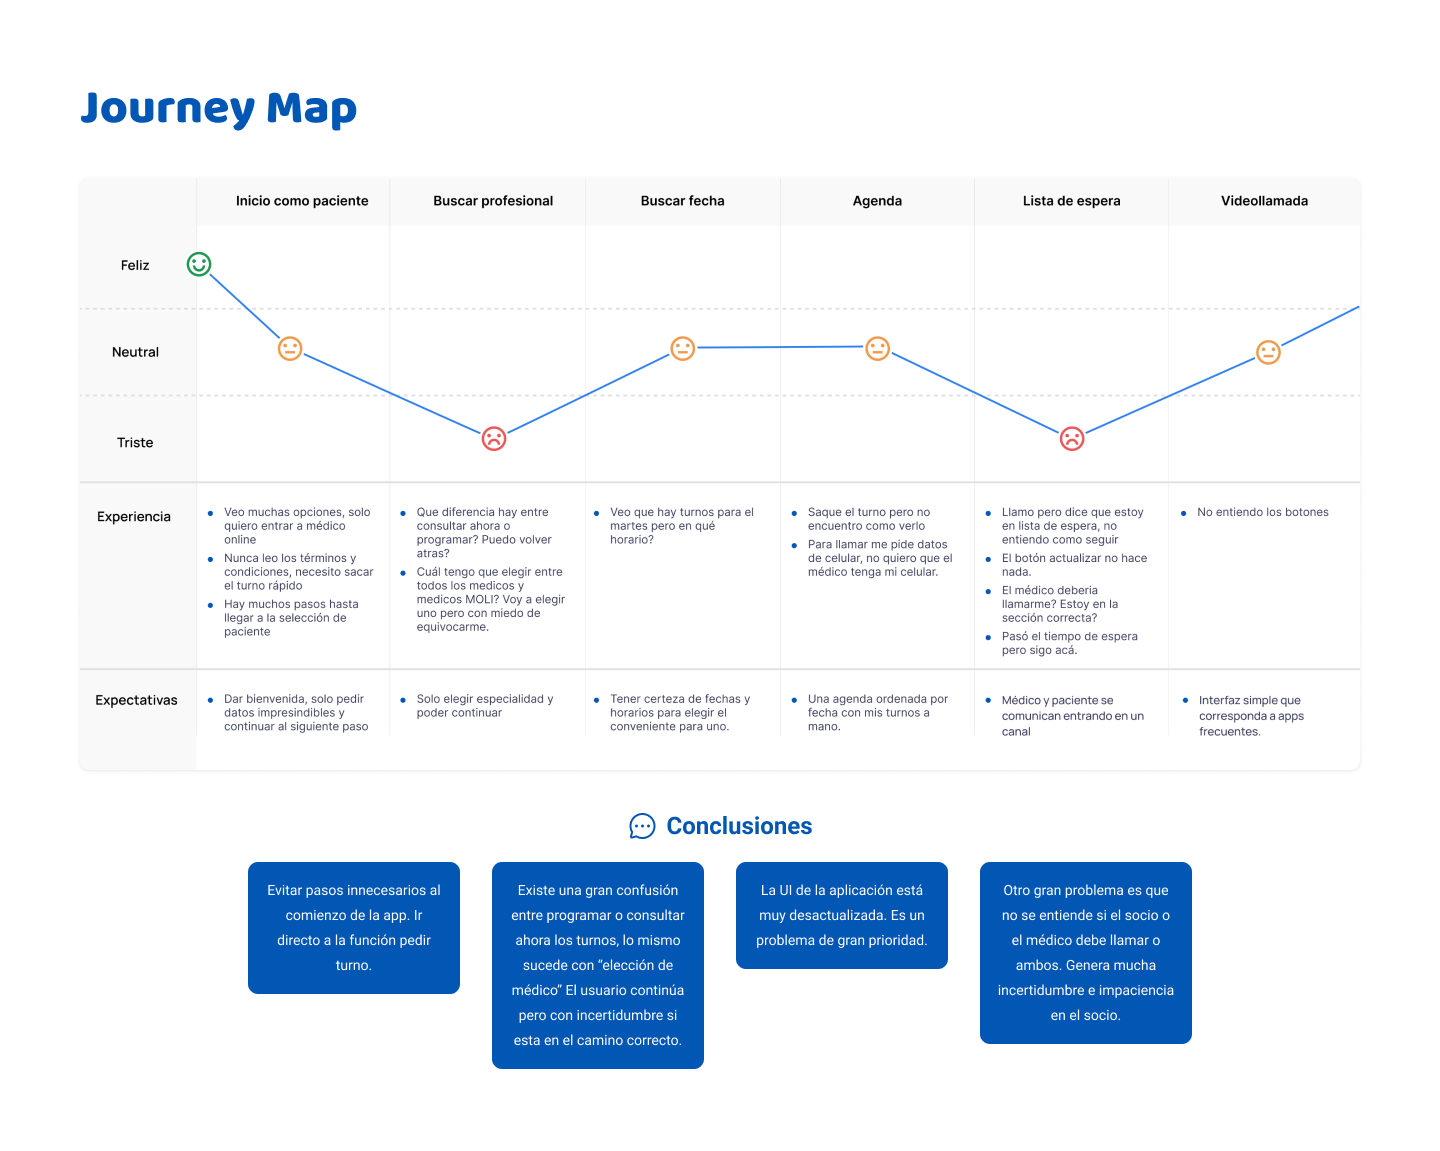 Journey Map
Inicio como paciente
Buscar profesional
Buscar fecha
Agenda
Lista de espera
Videollamada
Feliz
Neutral
Triste
Experiencia
Veo muchas opciones, solo
quiero entrar a médico
online
Nunca leo los términos y
condiciones, necesito sacar
el turno rápido
Hay muchos pasos hasta
llegar a la selección de
paciente
Que diferencia hay entre
consultar ahora o
programar? Puedo volver
atras?
Cuál tengo que elegir entre
todos los medicos y
medicos MOLI? Voy a elegir
uno pero con miedo de
equivocarme.
Veo que hay turnos para el
martes pero en qué
horario?
Saque el turno pero no
encuentro como verlo
Para llamar me pide datos
de celular, no quiero que el
médico tenga mi celular.
Llamo pero dice que estoy
en lista de espera, no
entiendo como seguir
El botón actualizar no hace
nada.
El médico deberia
llamarme? Estoy en la
sección correcta?
Pasó el tiempo de espera
pero sigo acá.
No entiendo los botones
Expectativas
Dar bienvenida, solo pedir
datos impresindibles y
continuar al siguiente paso
Solo elegir especialidad y
poder continuar
Tener certeza de fechas y
horarios para elegir el
conveniente para uno.
Una agenda ordenada por
fecha con mis turnos a
mano.
Médico y paciente se
comunican entrando en un
canal
Interfaz simple que
corresponda a apps
frecuentes.
Conclusiones
Evitar pasos innecesarios al
comienzo de la app. Ir
directo a la función pedir
turno.
Existe una gran confusión
entre programar o consultar
ahora los turnos, lo mismo
sucede con “elección de
médico” El usuario continúa
pero con incertidumbre si
esta en el camino correcto.
La UI de la aplicación está
muy desactualizada. Es un
problema de gran prioridad.
Otro gran problema es que
no se entiende si el socio o
el médico debe llamar o
ambos. Genera mucha
incertidumbre e impaciencia
en el socio.